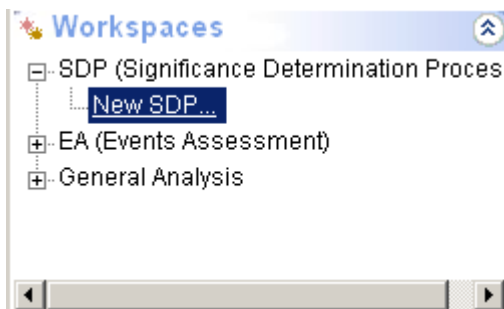 Workspaces
SDP (Significance Determination Proces
New SDP...
EA (Events Assessment)
General Analysis